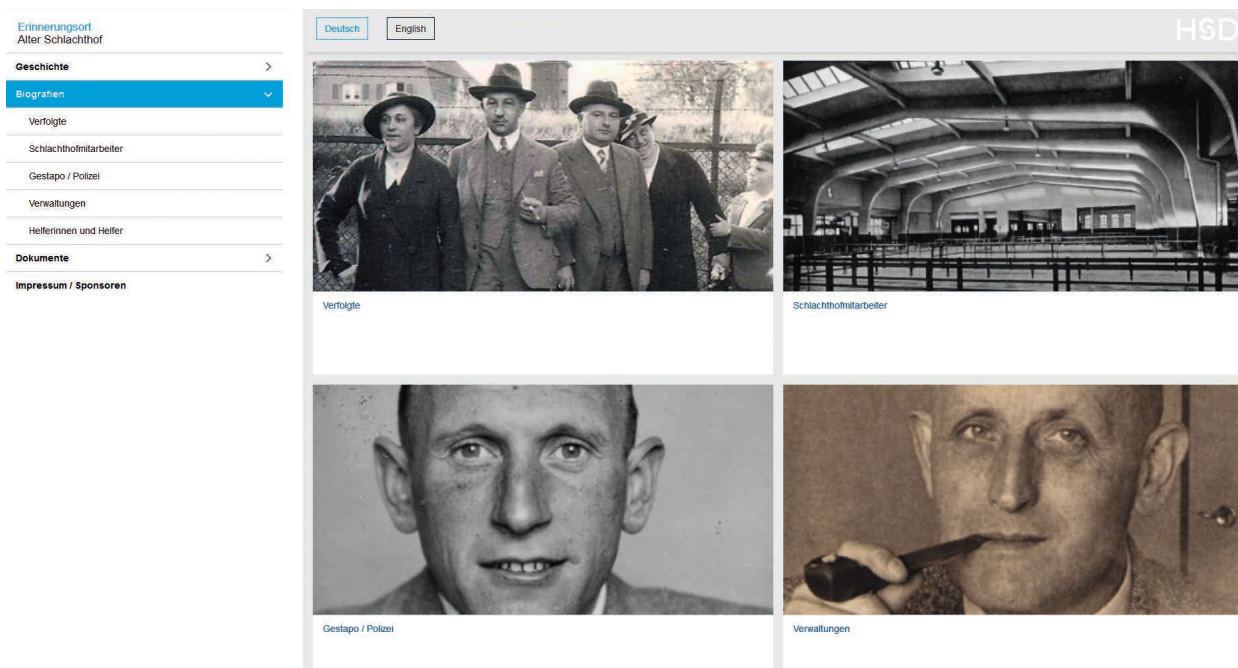 Erinnerungsort
Alter Schlachthof
Geschichte
Biografien
Verfolgte
Schlachthofmitarbeiter
Gestapo / Polizei
Verwaltungen
Helferinnen und Helfer
Dokumente
Impressum / Sponsoren
Deutsch
English
HSD
Verfolgte
Schlachthofmitarbeiter
Gestapo / Polizei
Verwaltungen